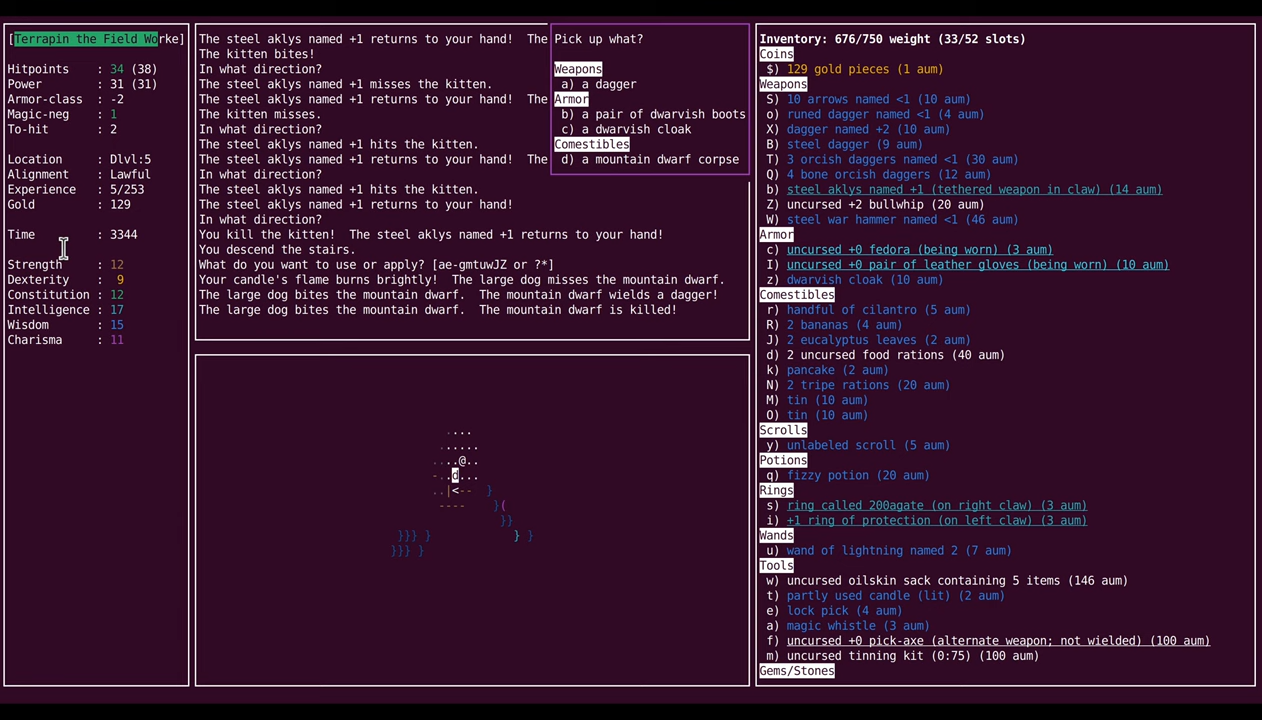 [Terrapin the Field Worke]
Hitpoints : 34 (38)
Power : 31 (31)
Armor-class : -2
Magic-neg : 1
To-hit : 2
Location : Dlvl:5
Alignment : Lawful
Experience : 5/253
Gold : 129
Time : 3344
Strength : 12
Dexterity : 9
Constitution : 12
Intelligence : 17
Wisdom : 15
Charisma : 11
The steel aklys named +1 returns to your hand! The
The kitten bites!
In what direction?
The steel aklys named +1 misses the kitten.
The steel aklys named +1 returns to your hand! The
The kitten misses.
In what direction?
The steel aklys named +1 hits the kitten.
The steel aklys named +1 returns to your hand! The
In what direction?
The steel aklys named +1 hits the kitten.
The steel aklys named +1 returns to your hand!
In what direction?
You kill the kitten! The steel aklys named +1 returns to your hand!
You descend the stairs.
What do you want to use or apply? [ae-gmtuwJZ or ?*]
Your candle's flame burns brightly! The large dog misses the mountain dwarf.
The large dog bites the mountain dwarf. The mountain dwarf wields a dagger!
The large dog bites the mountain dwarf. The mountain dwarf is killed!
Pick up what?
Weapons
a) a dagger
Armor
b) a pair of dwarvish boots
c) a dwarvish cloak
Comestibles
d) a mountain dwarf corpse
....
.....
....@..
-..d...
..|<-- }
---- }(
}}
}}} } } }
}}} }
Inventory: 676/750 weight (33/52 slots)
Coins
$) 129 gold pieces (1 aum)
Weapons
S) 10 arrows named <1 (10 aum)
o) runed dagger named <1 (4 aum)
X) dagger named +2 (10 aum)
B) steel dagger (9 aum)
T) 3 orcish daggers named <1 (30 aum)
Q) 4 bone orcish daggers (12 aum)
b) steel aklys named +1 (tethered weapon in claw) (14 aum)
Z) uncursed +2 bullwhip (20 aum)
W) steel war hammer named <1 (46 aum)
Armor
c) uncursed +0 fedora (being worn) (3 aum)
I) uncursed +0 pair of leather gloves (being worn) (10 aum)
z) dwarvish cloak (10 aum)
Comestibles
r) handful of cilantro (5 aum)
R) 2 bananas (4 aum)
J) 2 eucalyptus leaves (2 aum)
d) 2 uncursed food rations (40 aum)
k) pancake (2 aum)
N) 2 tripe rations (20 aum)
M) tin (10 aum)
O) tin (10 aum)
Scrolls
y) unlabeled scroll (5 aum)
Potions
q) fizzy potion (20 aum)
Rings
s) ring called 200agate (on right claw) (3 aum)
i) +1 ring of protection (on left claw) (3 aum)
Wands
u) wand of lightning named 2 (7 aum)
Tools
w) uncursed oilskin sack containing 5 items (146 aum)
t) partly used candle (lit) (2 aum)
e) lock pick (4 aum)
a) magic whistle (3 aum)
f) uncursed +0 pick-axe (alternate weapon; not wielded) (100 aum)
m) uncursed tinning kit (0:75) (100 aum)
Gems/Stones